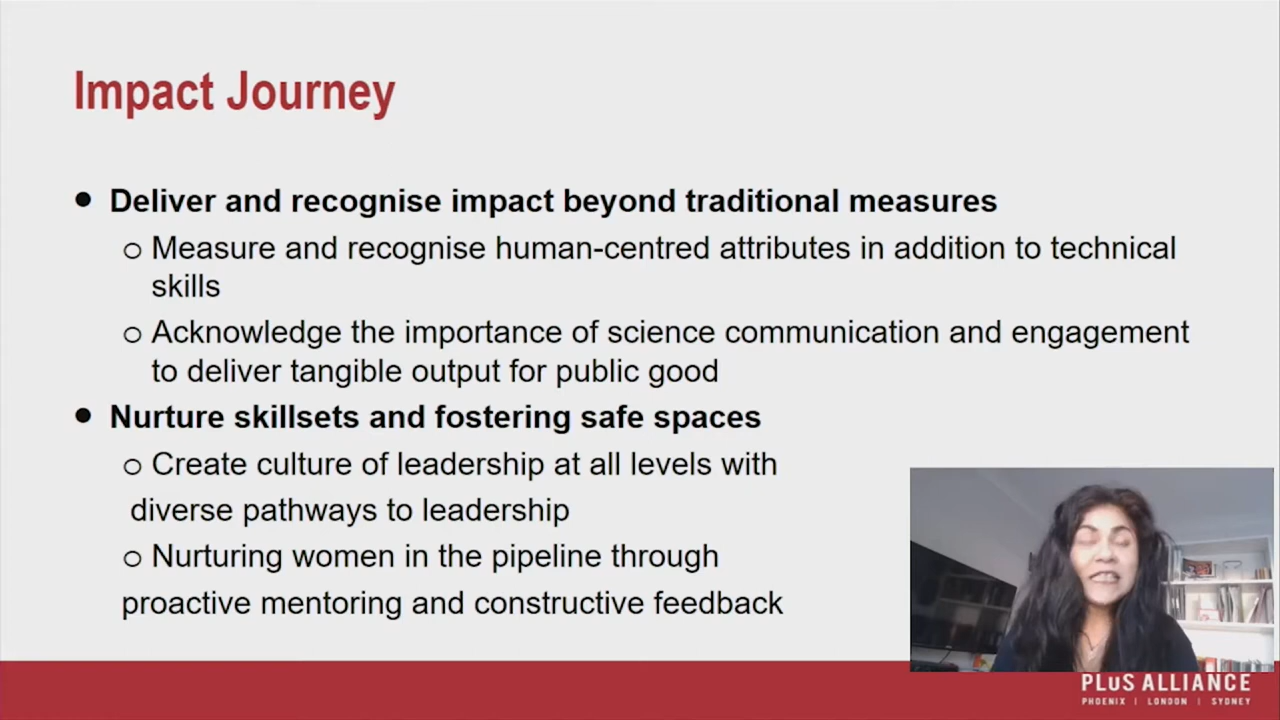 Impact Journey
● Deliver and recognise impact beyond traditional measures
○ Measure and recognise human-centred attributes in addition to technical
skills
○ Acknowledge the importance of science communication and engagement
to deliver tangible output for public good
● Nurture skillsets and fostering safe spaces
○ Create culture of leadership at all levels with
diverse pathways to leadership
○ Nurturing women in the pipeline through
proactive mentoring and constructive feedback
PLuS ALLIANCE
PHOENIX | LONDON | SYDNEY